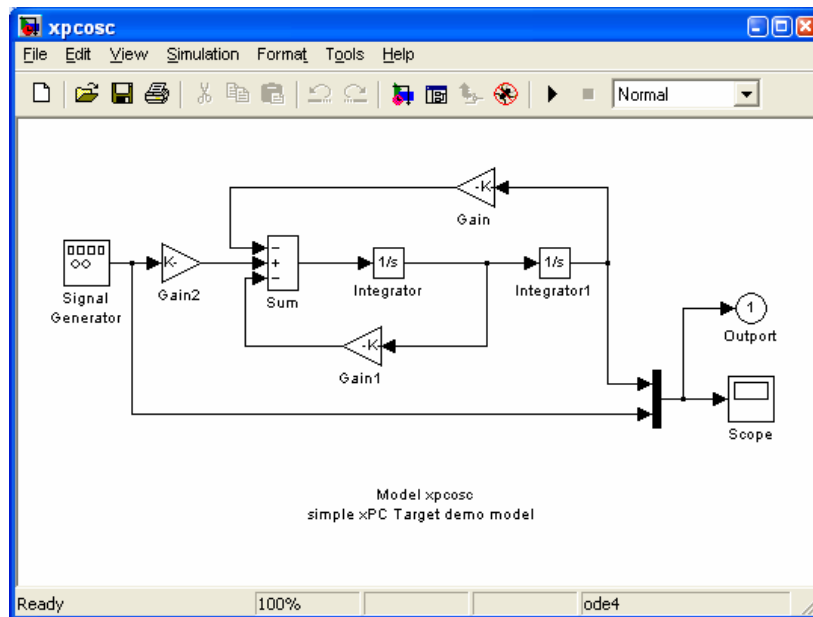 xpcosc
File Edit View Simulation Format Tools Help
Normal
-K
Gain
Signal
Generator
K-
Gain2
−
+
−
Sum
1/s
Integrator
1/s
Integrator1
-K
Gain1
1
Outport
Scope
Model xpcosc
simple xPC Target demo model
Ready 100% ode4